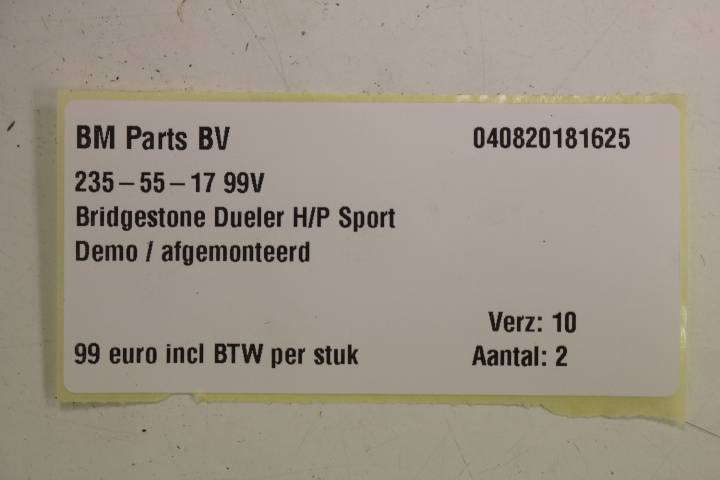 BM Parts BV 040820181625
235-55-17 99V
Bridgestone Dueler H/P Sport
Demo / afgemonteerd
Verz: 10
99 euro incl BTW per stuk Aantal: 2